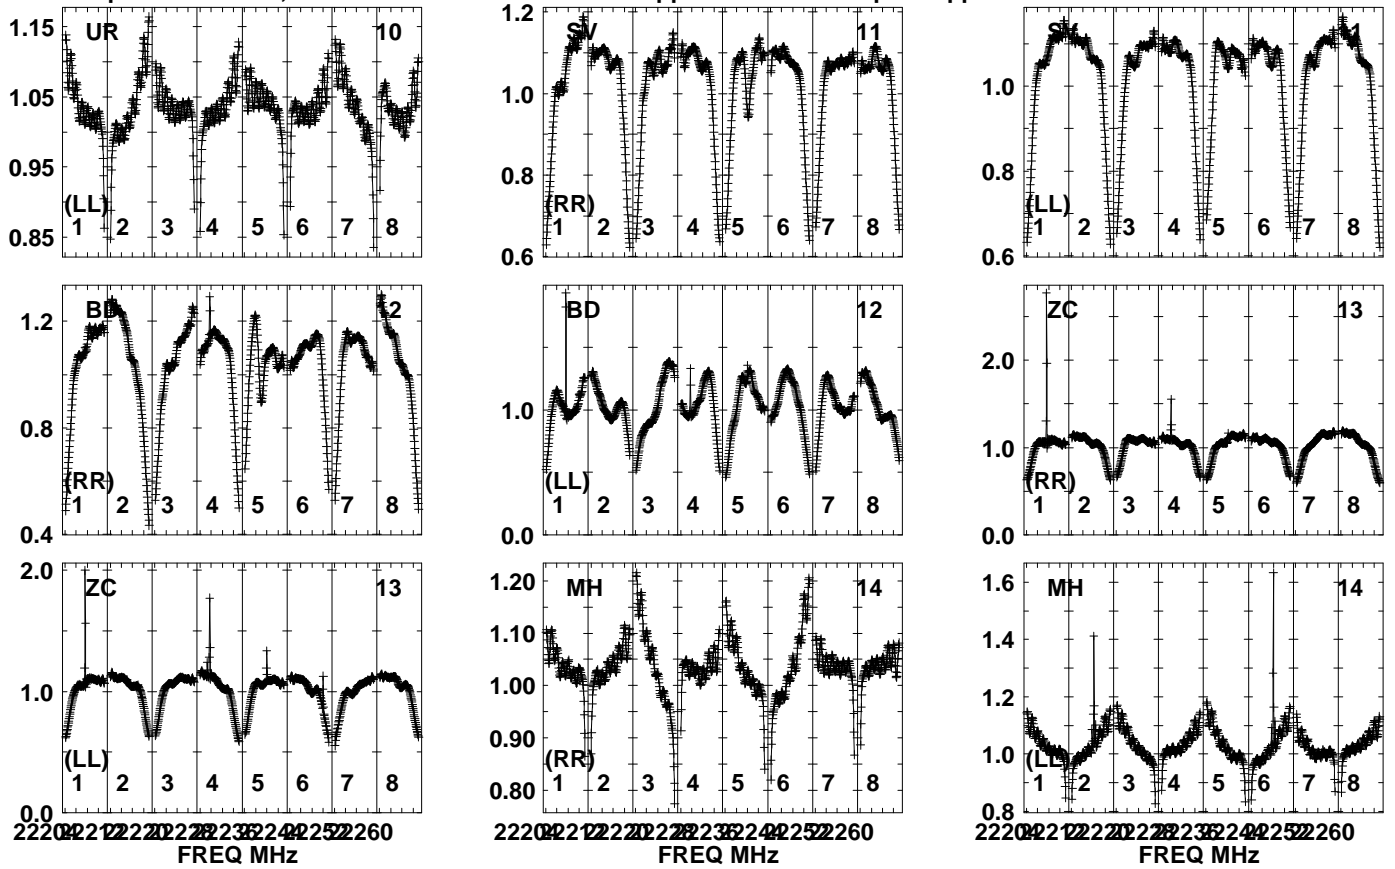 UR 10
1.15
1.05
0.95
0.85
(LL)
1 2 3 4 5 6 7 8
SV 11
1.2
1.0
0.8
0.6
(RR)
1 2 3 4 5 6 7 8
1.0
0.8
0.6
(LL)
1 2 3 4 5 6 7 8
BD
1.2
0.8
0.4
(RR)
1 2 3 4 5 6 7 8
BD 12
1.0
0.0
(LL)
1 2 3 4 5 6 7 8
ZC 13
2.0
1.0
0.0
(RR)
1 2 3 4 5 6 7 8
ZC 13
2.0
1.0
0.0
(LL)
1 2 3 4 5 6 7 8
FREQ MHz
MH 14
1.20
1.10
1.00
0.90
0.80
(RR)
1 2 3 4 5 6 7 8
MH 14
1.6
1.4
1.2
1.0
0.8
(LL)
1 2 3 4 5 6 7 8
FREQ MHz